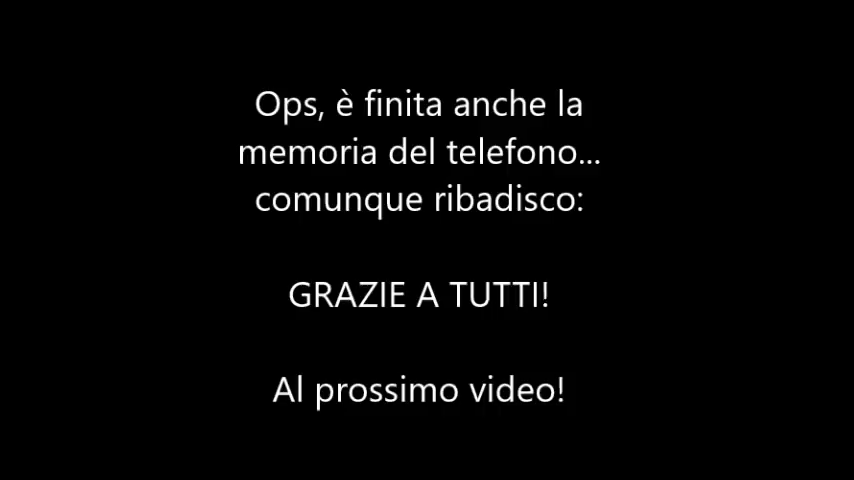 Ops, è finita anche la
memoria del telefono...
comunque ribadisco:
GRAZIE A TUTTI!
Al prossimo video!